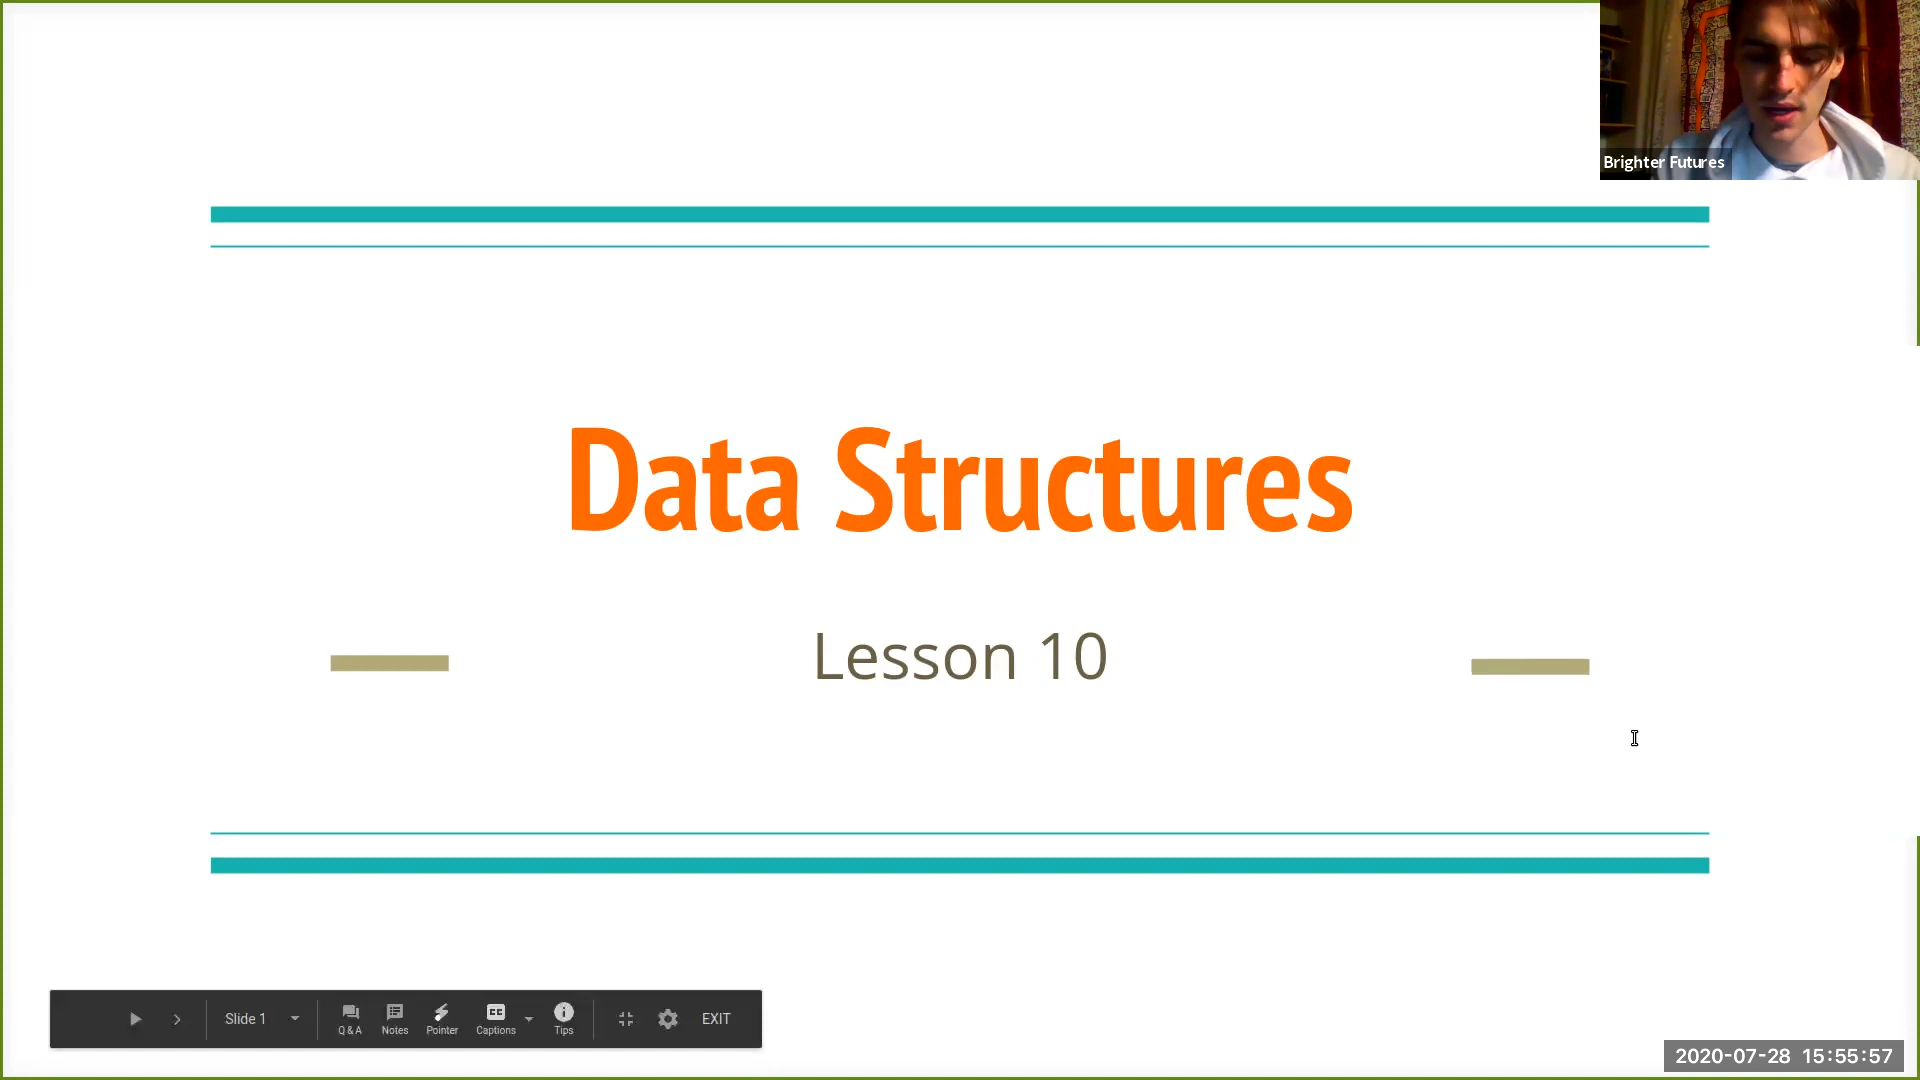 Brighter Futures
Data Structures
Lesson 10
Slide 1
Q & A
Notes
Pointer
CC
Captions
Tips
EXIT
2020-07-28 15:55:57